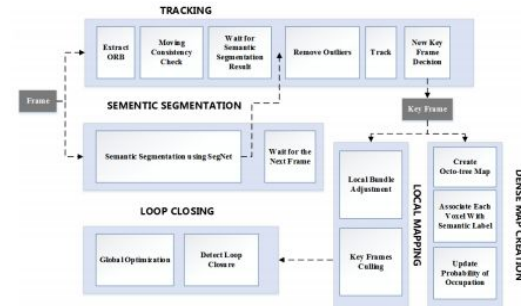 TRACKING
Extract
ORB
Moving
Consistency
Check
Wait for
Semantic
Segmentation
Result
Remove Outliers
Track
New Key
Frame
Decision
Frame
Key Frame
SEMENTIC SEGMENTATION
Semantic Segmentation using SegNet
Wait for the
Next Frame
Local Bundle
Adjustment
Key Frames
Culling
LOCAL MAPPING
Create
Octo-tree Map
Associate Each
Voxel With
Semantic Label
Update
Probability of
Occupation
DENSE MAP CREATION
LOOP CLOSING
Global Optimization
Detect Loop
Closure